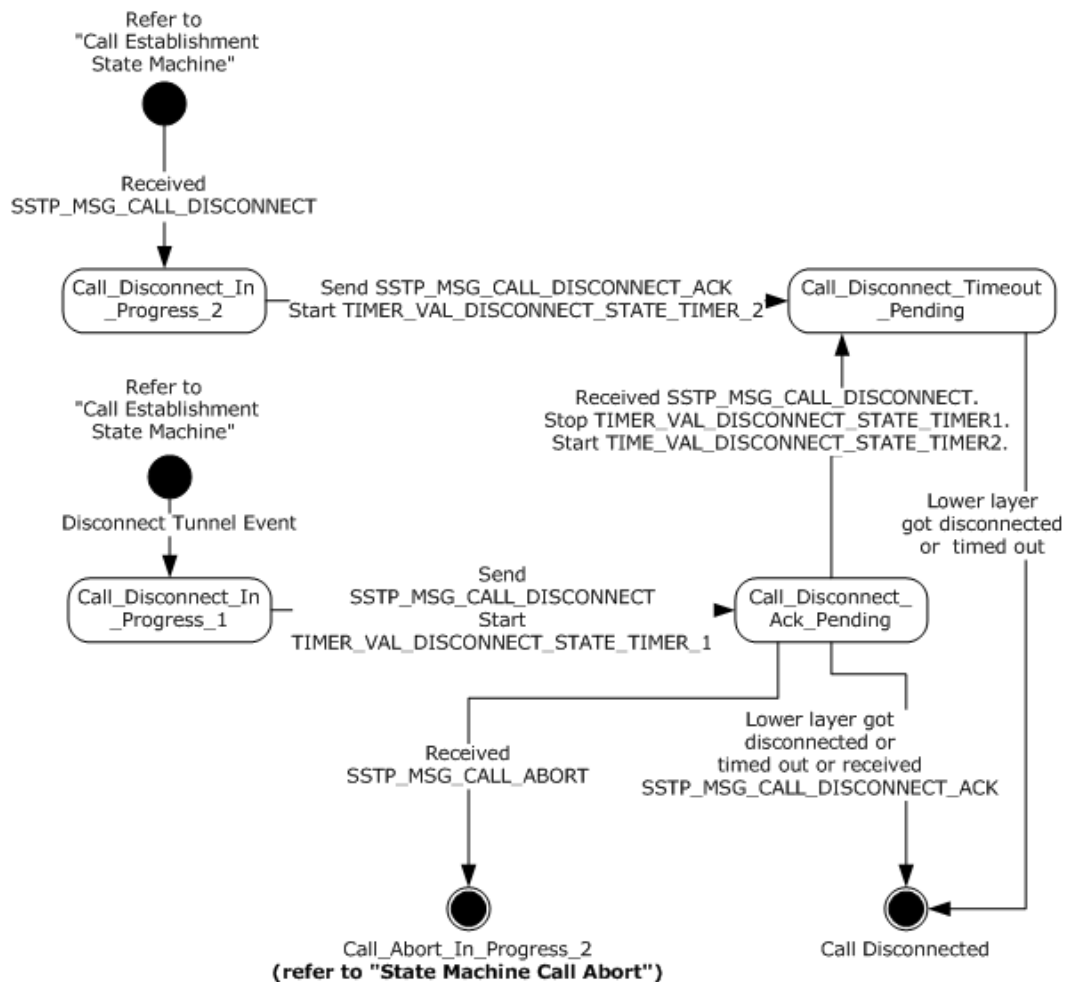 Refer to
"Call Establishment
State Machine"
Received
SSTP_MSG_CALL_DISCONNECT
Call_Disconnect_In
_Progress_2
Send SSTP_MSG_CALL_DISCONNECT_ACK
Start TIMER_VAL_DISCONNECT_STATE_TIMER_2
Call_Disconnect_Timeout
_Pending
Refer to
"Call Establishment
State Machine"
Received SSTP_MSG_CALL_DISCONNECT.
Stop TIMER_VAL_DISCONNECT_STATE_TIMER1.
Start TIME_VAL_DISCONNECT_STATE_TIMER2.
Disconnect Tunnel Event
Lower layer
got disconnected
or timed out
Call_Disconnect_In
_Progress_1
Send
SSTP_MSG_CALL_DISCONNECT
Start
TIMER_VAL_DISCONNECT_STATE_TIMER_1
Call_Disconnect_
Ack_Pending
Received
SSTP_MSG_CALL_ABORT
Lower layer got
disconnected or
timed out or received
SSTP_MSG_CALL_DISCONNECT_ACK
Call_Abort_In_Progress_2
(refer to "State Machine Call Abort")
Call Disconnected